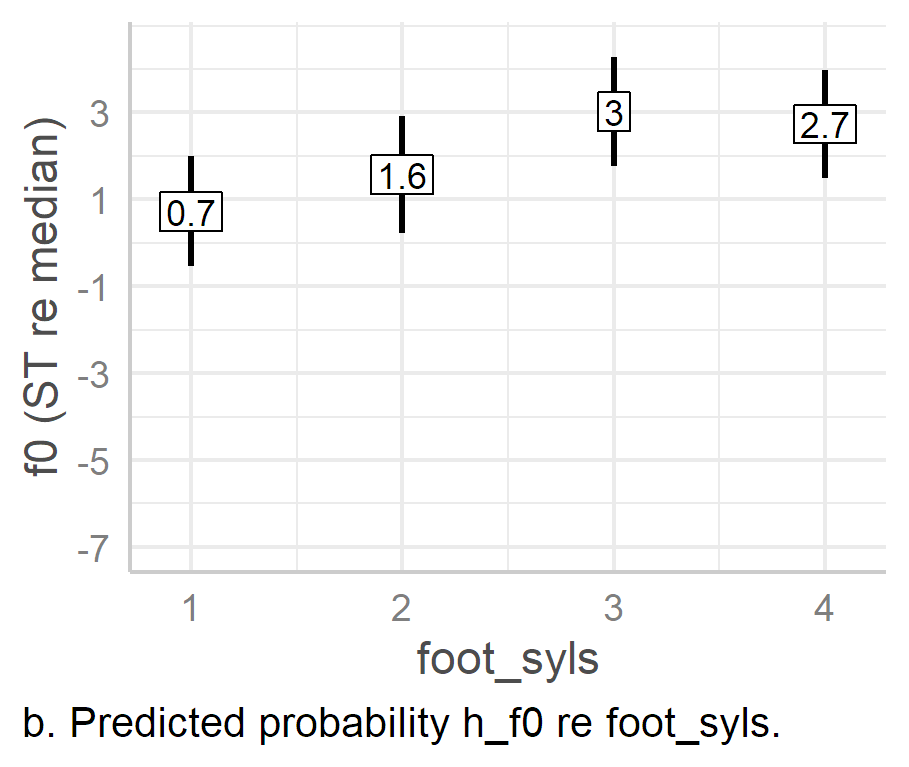 f0 (ST re median)
3
1
-1
-3
-5
-7
0.7
1.6
3
2.7
1 2 3 4
foot_syls
b. Predicted probability h_f0 re foot_syls.